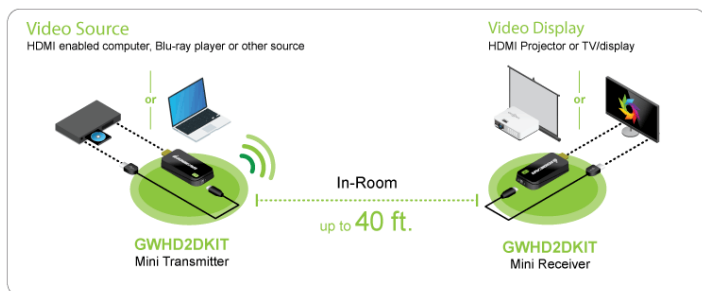 Video Source
HDMI enabled computer, Blu-ray player or other source
or
Video Display
HDMI Projector or TV/display
or
In-Room
up to 40 ft.
GWHD2DKIT
Mini Transmitter
GWHD2DKIT
Mini Receiver